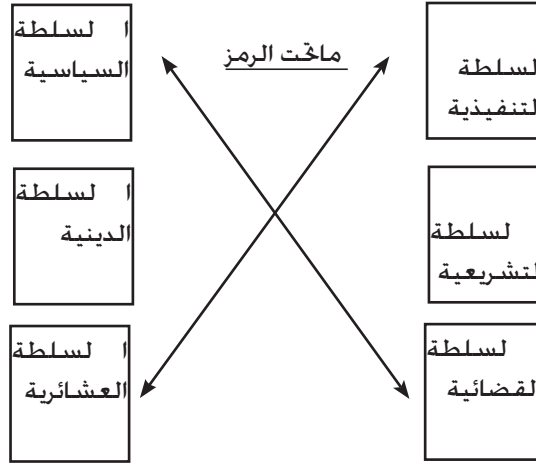 ماتحت الرمز
لسلطة
لتنفيذية
لسلطة
لتشريعية
لسلطة
لقضائية
ا لسلطة
السياسية
ا لسلطة
الدينية
ا لسلطة
العشائرية